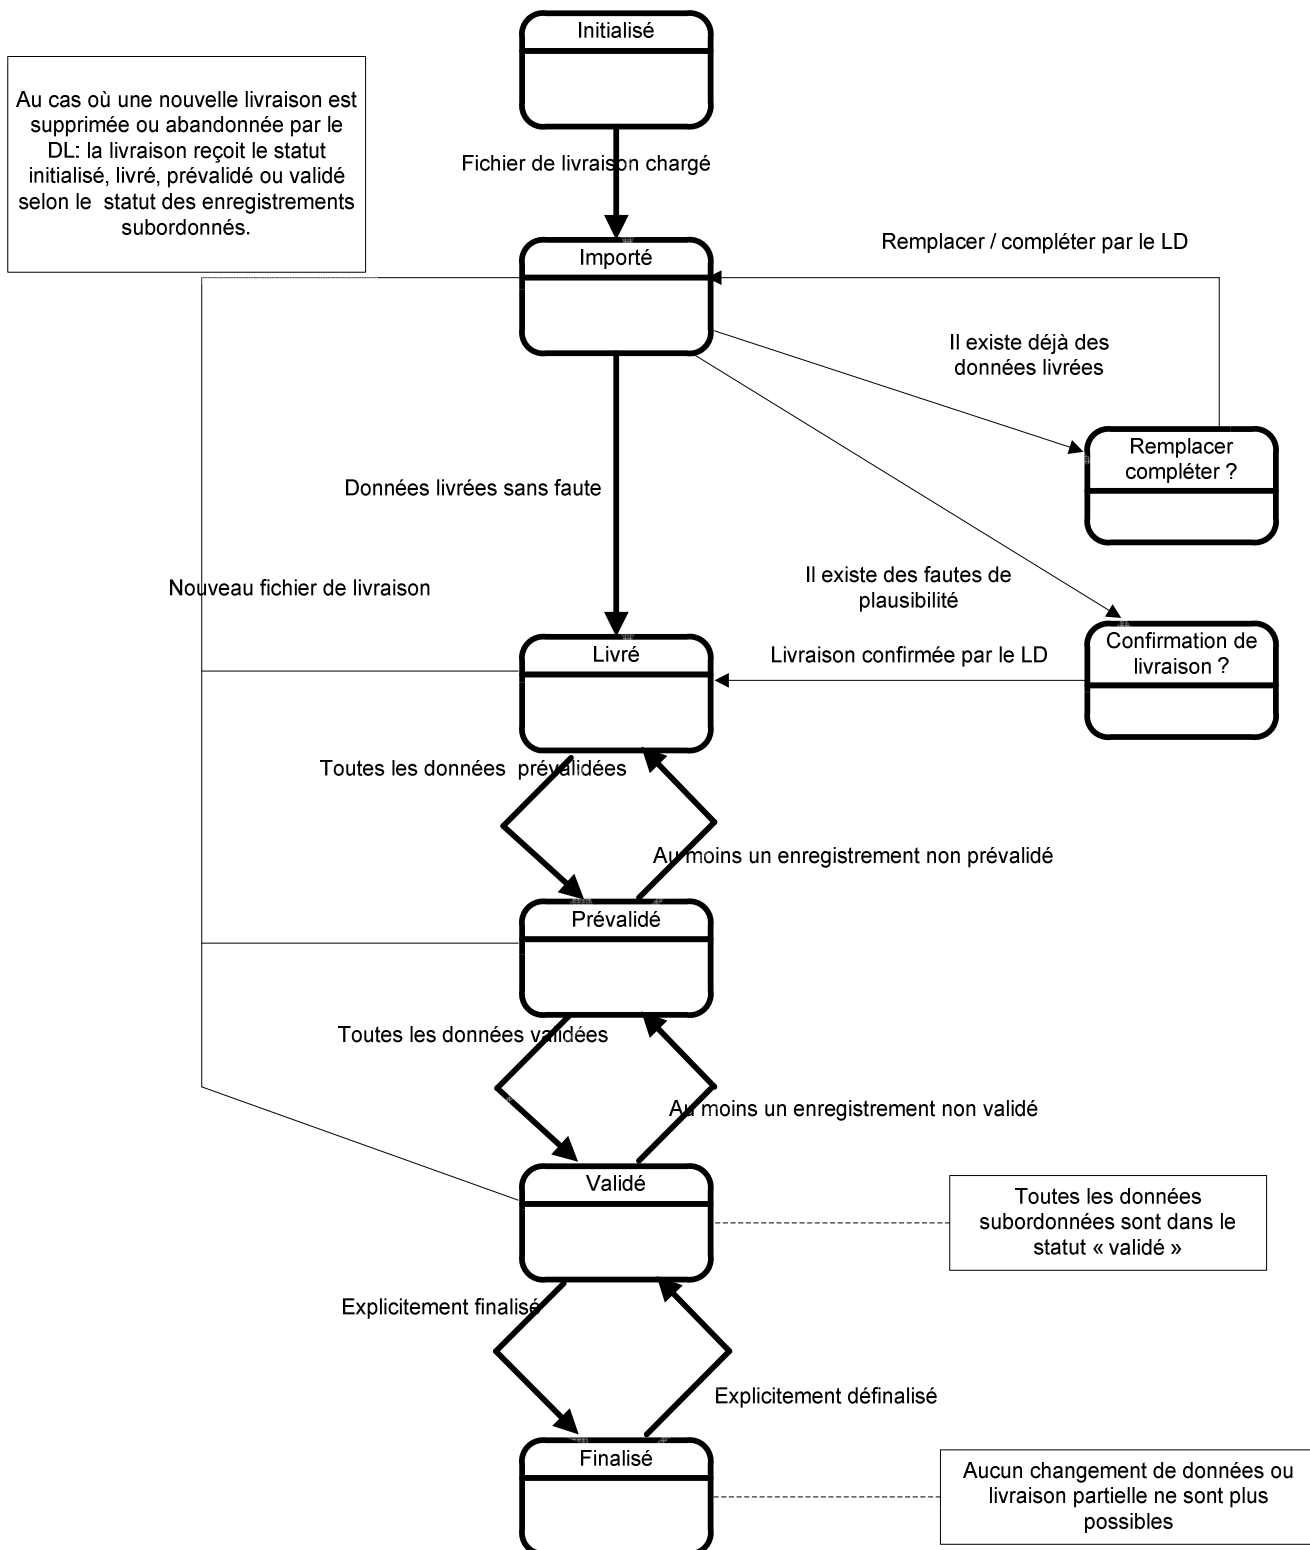 Initialisé
Au cas où une nouvelle livraison est
supprimée ou abandonnée par le
DL: la livraison reçoit le statut
initialisé, livré, prévalidé ou validé
selon le  statut des enregistrements
subordonnés.
Fichier de livraison chargé
Importé
Remplacer / compléter par le LD
Il existe déjà des
données livrées
Remplacer
compléter ?
Données livrées sans faute
Nouveau fichier de livraison
Il existe des fautes de
plausibilité
Livré
Livraison confirmée par le LD
Confirmation de
livraison ?
Toutes les données  prévalidées
Au moins un enregistrement non prévalidé
Prévalidé
Toutes les données validées
Au moins un enregistrement non validé
Validé
Toutes les données
subordonnées sont dans le
statut « validé »
Explicitement finalisé
Explicitement définalisé
Finalisé
Aucun changement de données ou
livraison partielle ne sont plus
possibles